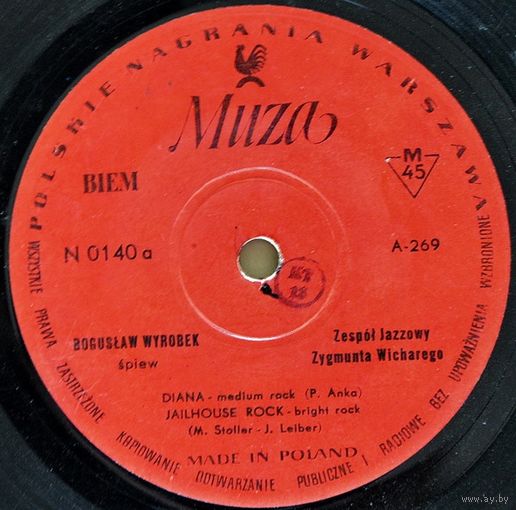 POLSKIE NAGRANIA WARSZAWA
Muza
BIEM
M
45
N 0140 a
A-269
MZ
18
BOGUSŁAW WYROBEK
śpiew
Zespół Jazzowy
Zygmunta Wicharego
DIANA - medium rock (P. Anka)
JAILHOUSE ROCK - bright rock
(M. Stoller - J. Leiber)
MADE IN POLAND
WSZYSTKIE PRAWA ZASTRZEŻONE KOPIOWANIE ODTWARZANIE PUBLICZNE I RADIOWE BEZ UPOWAŻNIENIA WZBRONIONE
www.ay.by